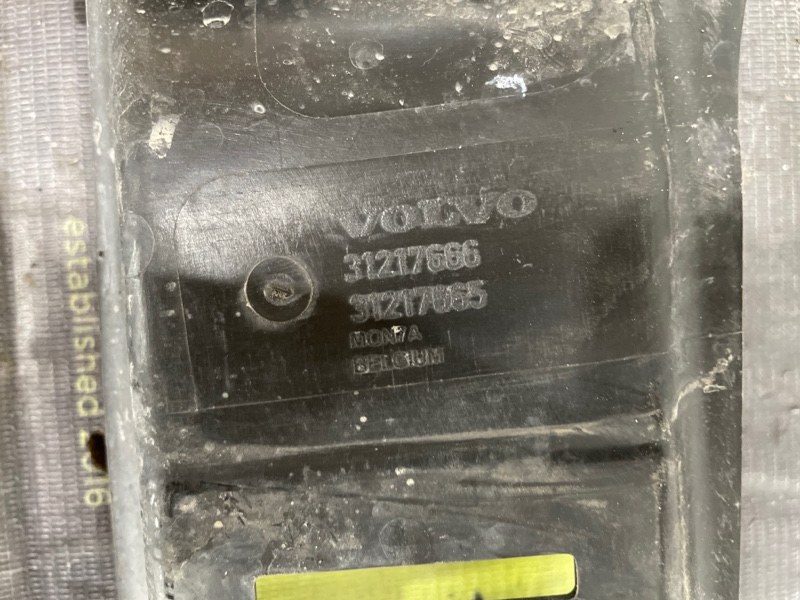 VOLVO
31217666
31217665
MON7A
BELGIUM
established 2016